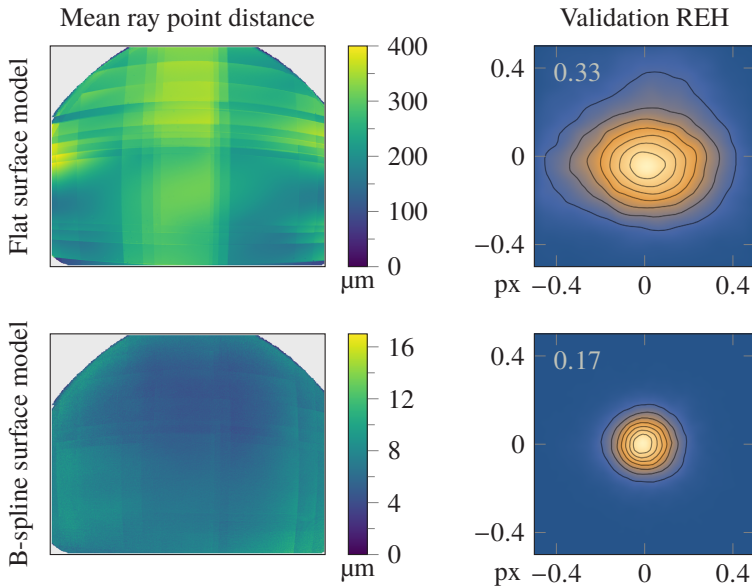 Mean ray point distance
Validation REH
Flat surface model
400
300
200
100
0
µm
0.33
0.4
0
−0.4
px −0.4 0 0.4
B-spline surface model
16
12
8
4
0
µm
0.17
0.4
0
−0.4
px −0.4 0 0.4